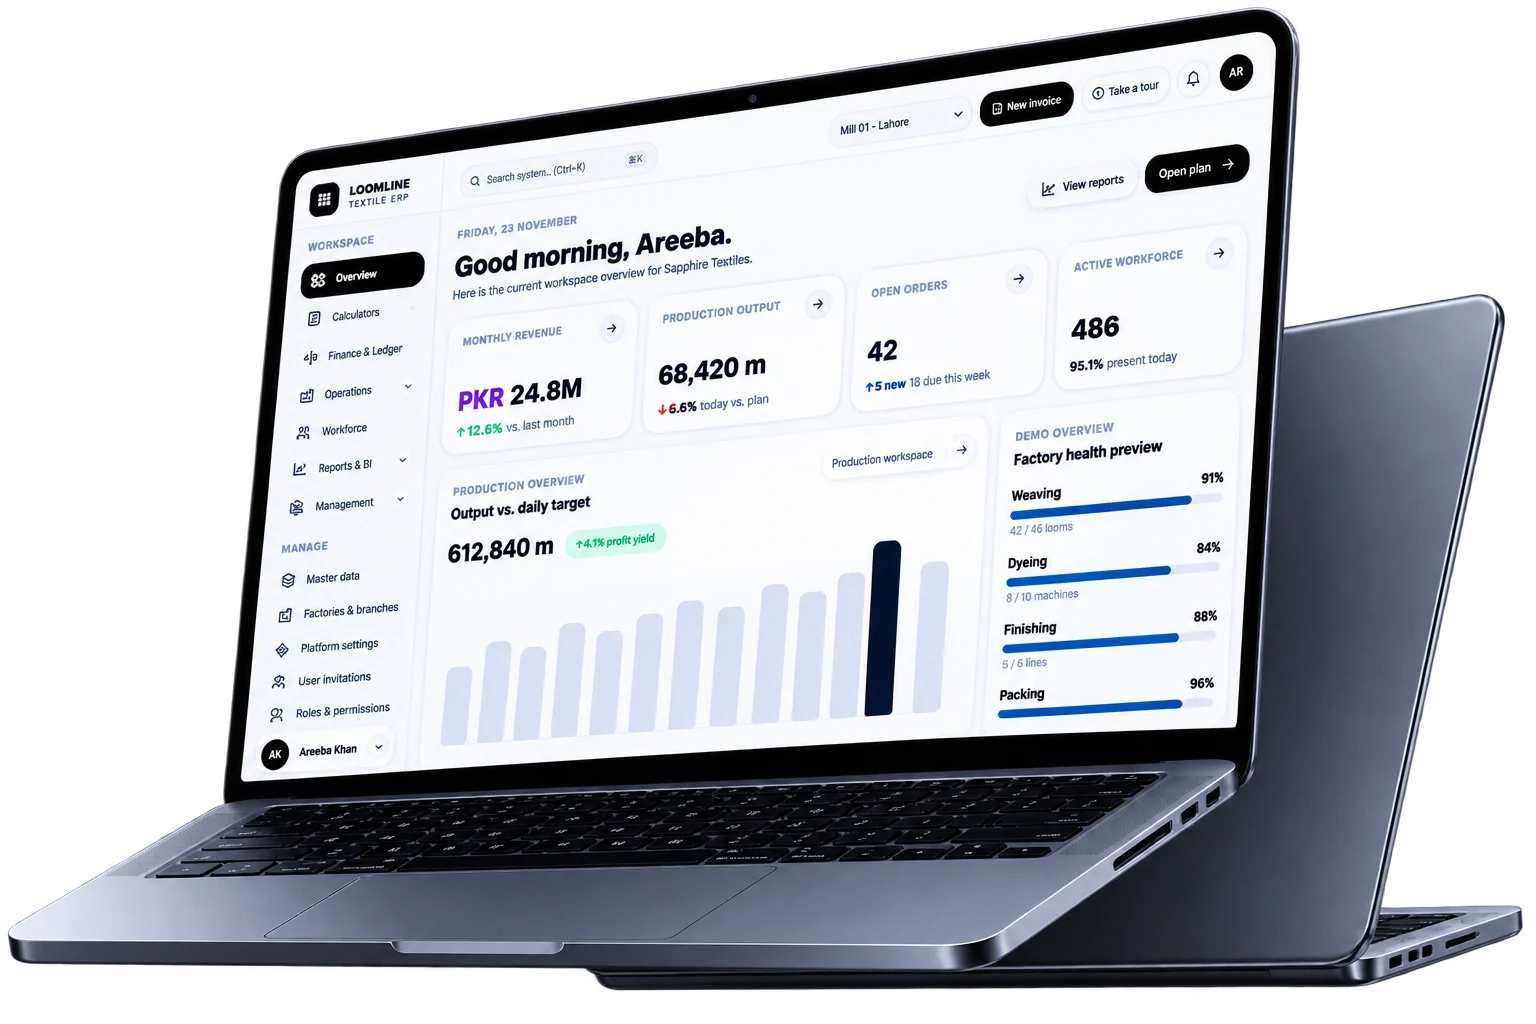 LOOMLINE
TEXTILE ERP
Search system.. (Ctrl+K)
⌘K
Mill 01 - Lahore
New invoice
Take a tour
AR
WORKSPACE
Overview
Calculators
Finance & Ledger
Operations
Workforce
Reports & BI
Management
MANAGE
Master data
Factories & branches
Platform settings
User invitations
Roles & permissions
AK
Areeba Khan
FRIDAY, 23 NOVEMBER
Good morning, Areeba.
Here is the current workspace overview for Sapphire Textiles.
View reports
Open plan
MONTHLY REVENUE
PKR 24.8M
↑12.6% vs. last month
PRODUCTION OUTPUT
68,420 m
↓6.6% today vs. plan
OPEN ORDERS
42
↑5 new 18 due this week
ACTIVE WORKFORCE
486
95.1% present today
PRODUCTION OVERVIEW
Output vs. daily target
612,840 m
↑4.1% profit yield
Production workspace
DEMO OVERVIEW
Factory health preview
Weaving
91%
42 / 46 looms
Dyeing
84%
8 / 10 machines
Finishing
88%
5 / 6 lines
Packing
96%